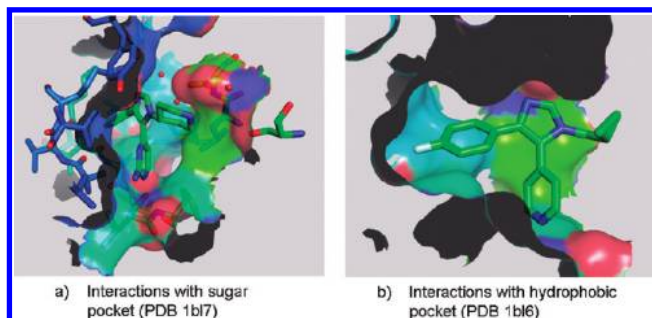 a) Interactions with sugar
pocket (PDB 1bl7)
b) Interactions with hydrophobic
pocket (PDB 1bl6)